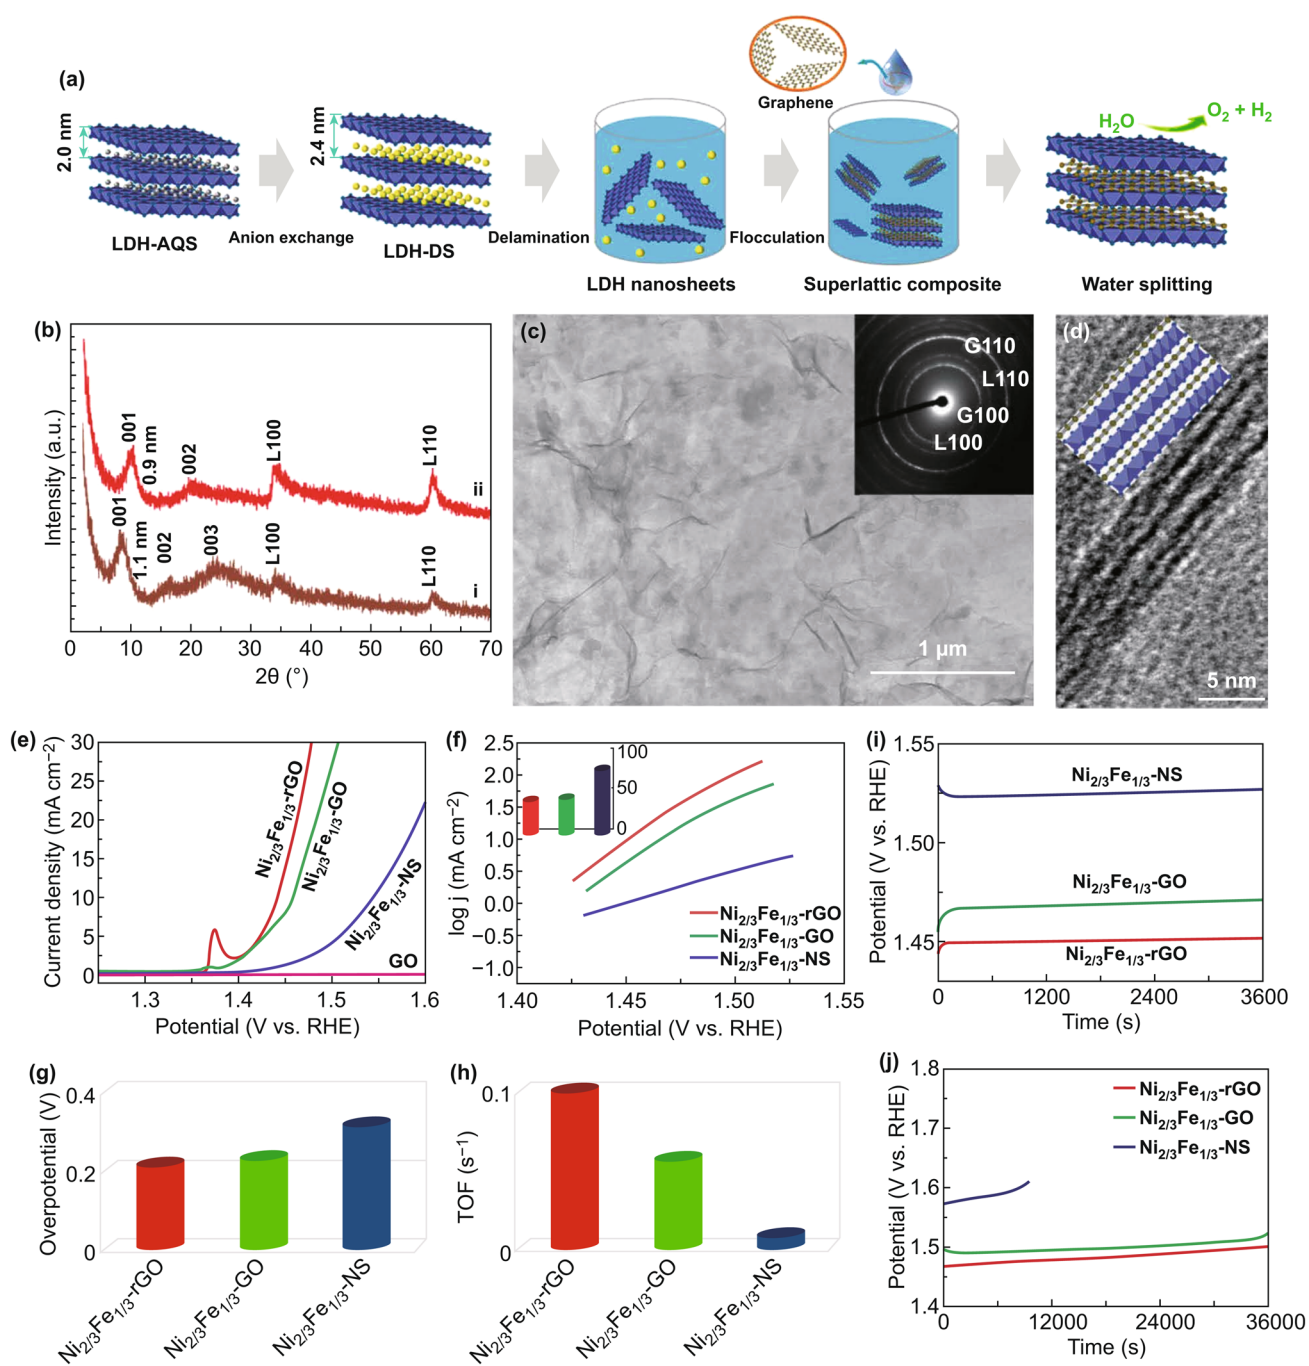 (a)
2.0 nm
LDH-AQS
Anion exchange
2.4 nm
LDH-DS
Delamination
LDH nanosheets
Flocculation
Graphene
Superlattic composite
H₂O
O₂ + H₂
Water splitting
(b)
Intensity (a.u.)
001
0.9 nm
002
L100
L110
ii
001
1.1 nm
002
003
L100
L110
i
0 10 20 30 40 50 60 70
2θ (°)
(c)
G110
L110
G100
L100
1 μm
(d)
5 nm
(e)
Current density (mA cm⁻²)
30
25
20
15
10
5
0
Ni₂/₃Fe₁/₃-rGO
Ni₂/₃Fe₁/₃-GO
Ni₂/₃Fe₁/₃-NS
GO
1.3 1.4 1.5 1.6
Potential (V vs. RHE)
(f)
log j (mA cm⁻²)
2.5
2.0
1.5
1.0
0.5
0.0
−0.5
−1.0
100
50
0
Ni₂/₃Fe₁/₃-rGO
Ni₂/₃Fe₁/₃-GO
Ni₂/₃Fe₁/₃-NS
1.40 1.45 1.50 1.55
Potential (V vs. RHE)
(i)
Potential (V vs. RHE)
1.55
1.50
1.45
Ni₂/₃Fe₁/₃-NS
Ni₂/₃Fe₁/₃-GO
Ni₂/₃Fe₁/₃-rGO
0 1200 2400 3600
Time (s)
(g)
Overpotential (V)
0.4
0.2
0
Ni₂/₃Fe₁/₃-rGO
Ni₂/₃Fe₁/₃-GO
Ni₂/₃Fe₁/₃-NS
(h)
TOF (s⁻¹)
0.1
0
Ni₂/₃Fe₁/₃-rGO
Ni₂/₃Fe₁/₃-GO
Ni₂/₃Fe₁/₃-NS
(j)
Potential (V vs. RHE)
1.8
1.7
1.6
1.5
1.4
Ni₂/₃Fe₁/₃-rGO
Ni₂/₃Fe₁/₃-GO
Ni₂/₃Fe₁/₃-NS
0 12000 24000 36000
Time (s)